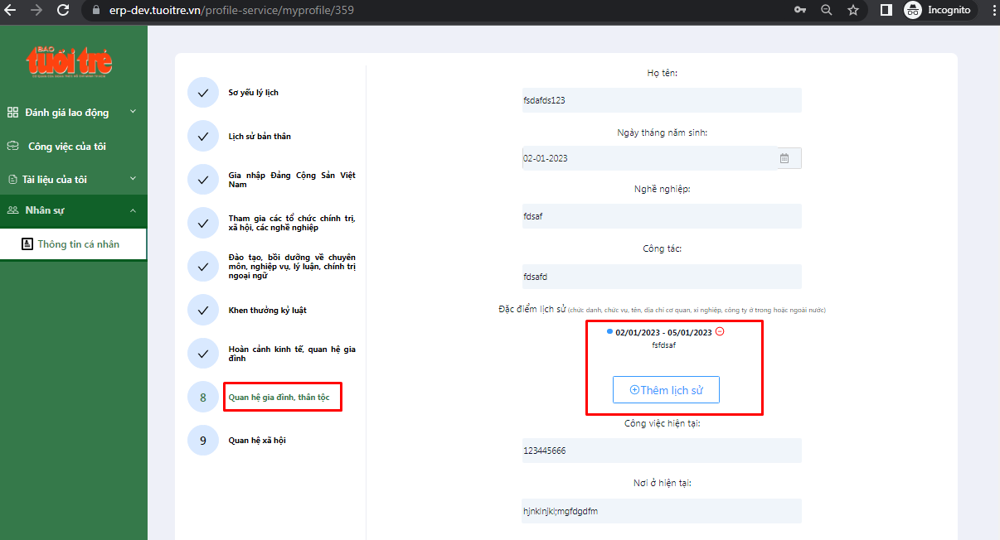 erp-dev.tuoitre.vn/profile-service/myprofile/359
Incognito
BÁO
tuổi trẻ
Đánh giá lao động
Công việc của tôi
Tài liệu của tôi
Nhân sự
Thông tin cá nhân
Sơ yếu lý lịch
Lịch sử bản thân
Gia nhập Đảng Cộng Sản Việt
Nam
Tham gia các tổ chức chính trị,
xã hội, các nghề nghiệp
Đào tạo, bồi dưỡng về chuyên
môn, nghiệp vụ, lý luận, chính trị
ngoại ngữ
Khen thưởng kỷ luật
Hoàn cảnh kinh tế, quan hệ gia
đình
8
Quan hệ gia đình, thân tộc
9
Quan hệ xã hội
Họ tên:
fsdafds123
Ngày tháng năm sinh:
02-01-2023
Nghề nghiệp:
fdsaf
Công tác:
fdsafd
Đặc điểm lịch sử (chức danh, chức vụ, tên, địa chỉ cơ quan, xí nghiệp, công ty ở trong hoặc ngoài nước)
02/01/2023 - 05/01/2023
fsfdsaf
Thêm lịch sử
Công việc hiện tại:
123445666
Nơi ở hiện tại:
hjnklnjkl;mgfdgdfm